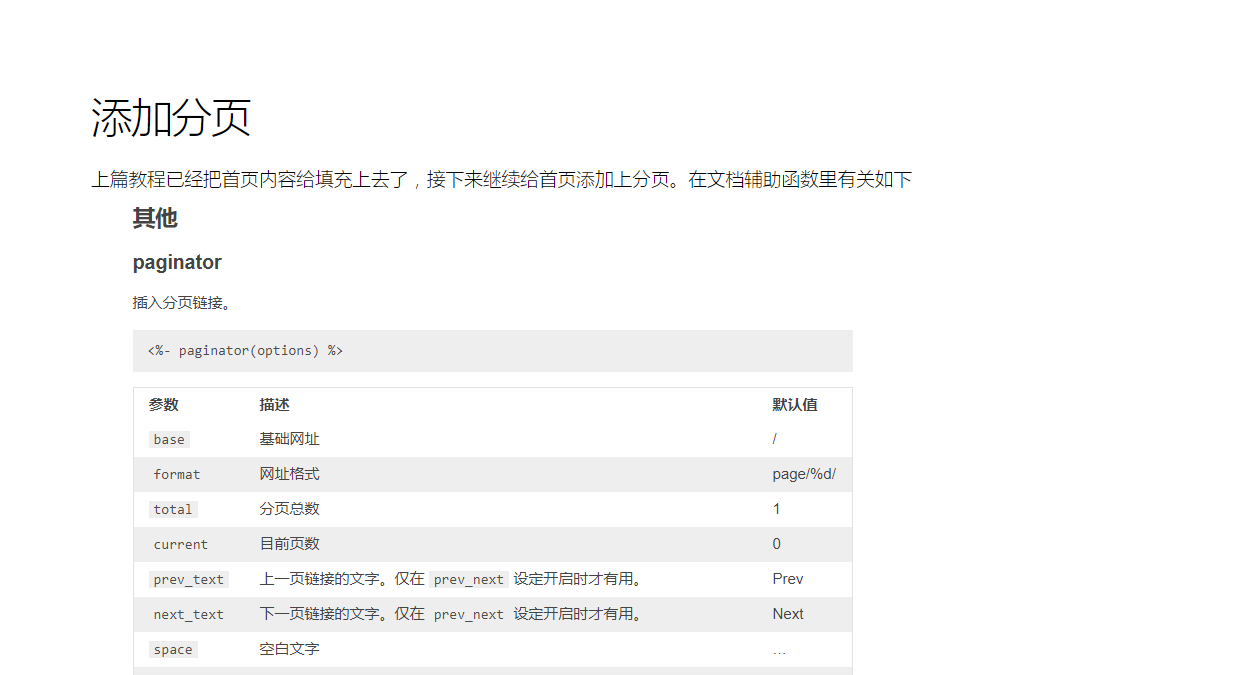 添加分页
上篇教程已经把首页内容给填充上去了，接下来继续给首页添加上分页。在文档辅助函数里有关如下
其他
paginator
插入分页链接。
<%- paginator(options) %>
参数 描述 默认值
base 基础网址 /
format 网址格式 page/%d/
total 分页总数 1
current 目前页数 0
prev_text 上一页链接的文字。仅在 prev_next 设定开启时才有用。 Prev
next_text 下一页链接的文字。仅在 prev_next 设定开启时才有用。 Next
space 空白文字 …